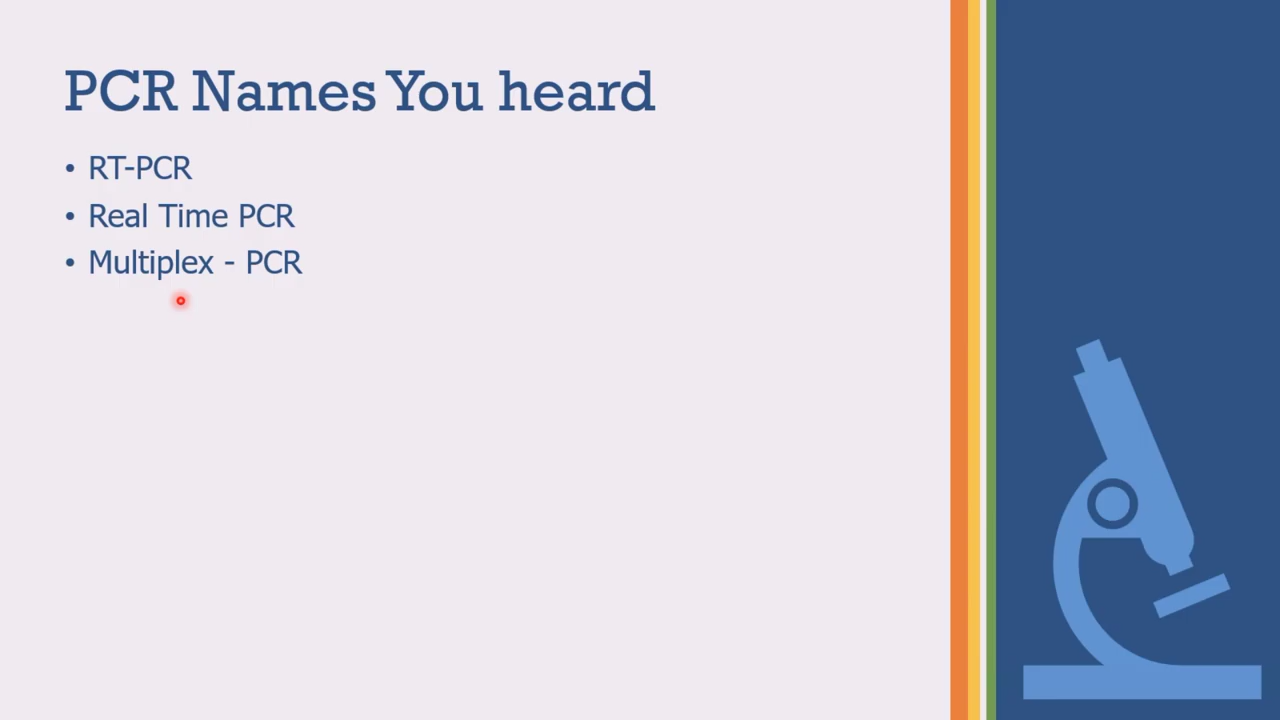 PCR Names You heard
• RT-PCR
• Real Time PCR
• Multiplex - PCR